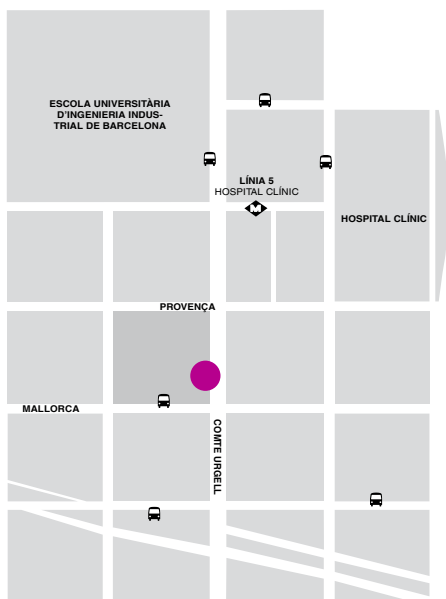 ESCOLA UNIVERSITÀRIA
D'INGENIERIA INDUS-
TRIAL DE BARCELONA
LÍNIA 5
HOSPITAL CLÍNIC
M
HOSPITAL CLÍNIC
PROVENÇA
MALLORCA
COMTE URGELL